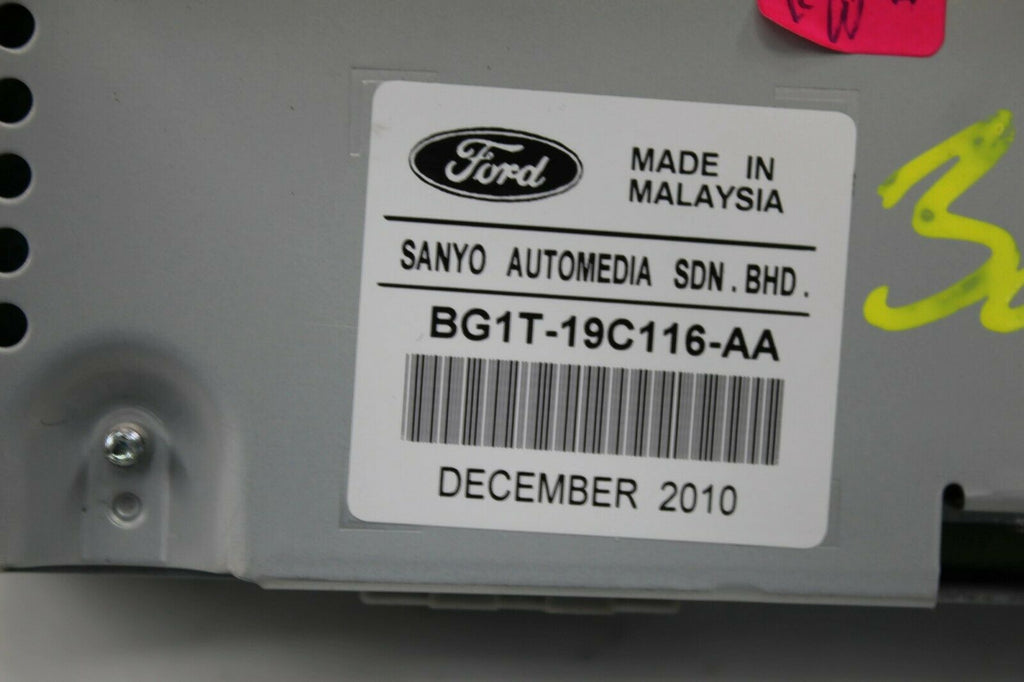 Ford
MADE IN
MALAYSIA
SANYO AUTOMEDIA SDN.BHD.
BG1T-19C116-AA
DECEMBER 2010